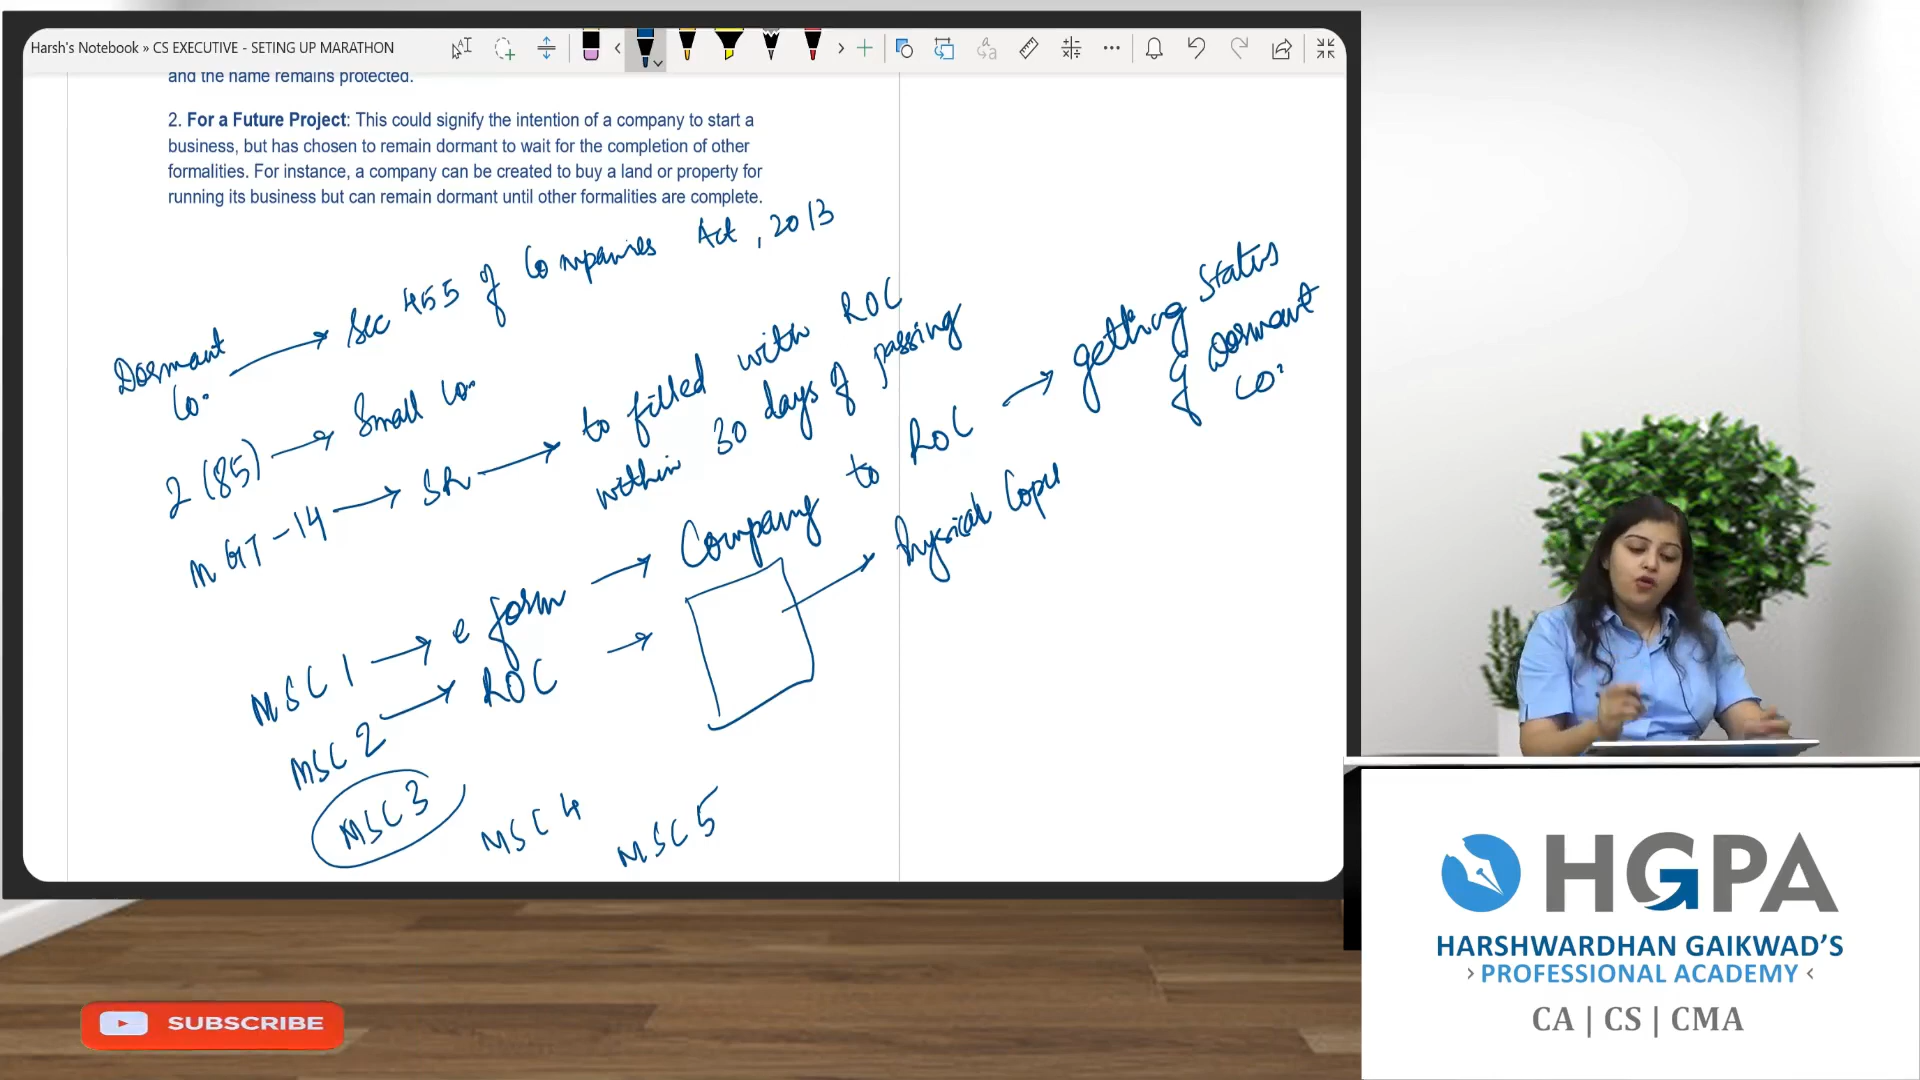 Harsh's Notebook » CS EXECUTIVE - SETING UP MARATHON
and the name remains protected.
2. For a Future Project: This could signify the intention of a company to start a
business, but has chosen to remain dormant to wait for the completion of other
formalities. For instance, a company can be created to buy a land or property for
running its business but can remain dormant until other formalities are complete.
Dormant Co. → Sec 455 of Companies Act, 2013
2 (85) → Small Co.
MGT-14 → SR → to filled with ROC
within 30 days of passing
MSC 1 → e form → Company to ROC → getting status
of Dormant
Co.
MSC 2 → ROC → Physical Copy
MSC 3 MSC 4 MSC 5
SUBSCRIBE
HGPA
HARSHWARDHAN GAIKWAD'S
› PROFESSIONAL ACADEMY ‹
CA | CS | CMA